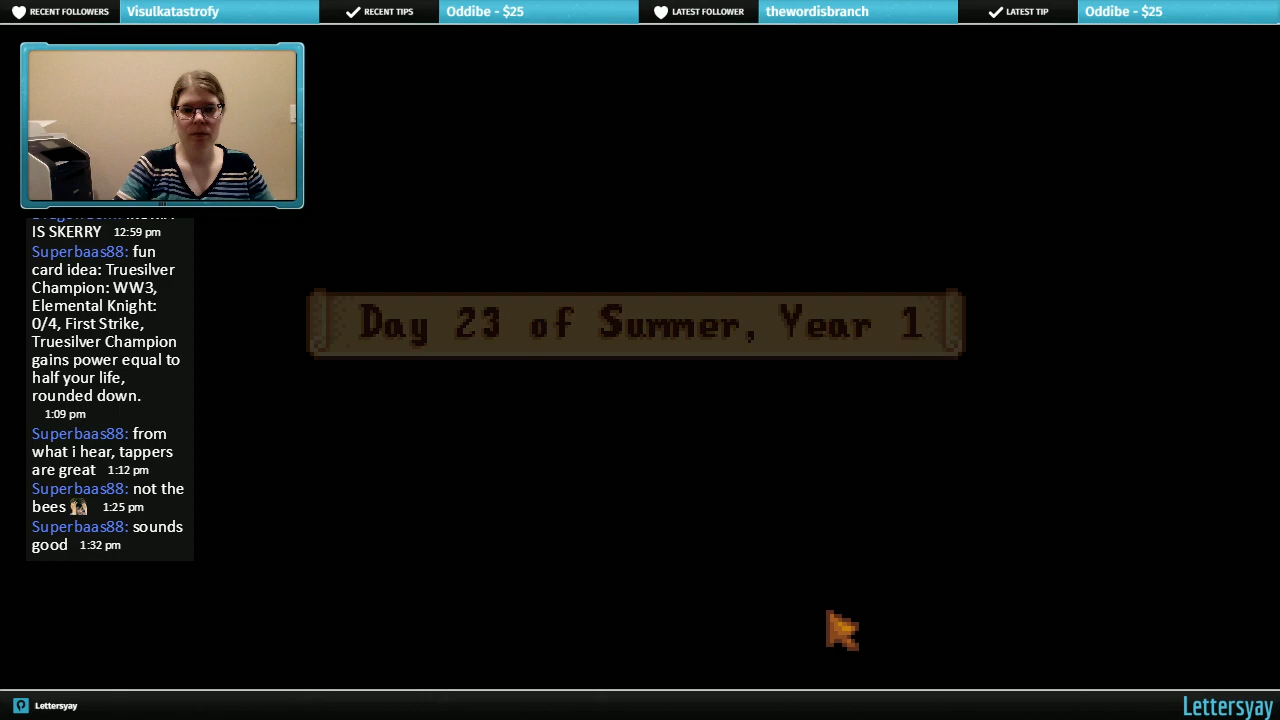 RECENT FOLLOWERS
Visulkatastrofy
RECENT TIPS
Oddibe - $25
LATEST FOLLOWER
thewordisbranch
LATEST TIP
Oddibe - $25
IS SKERRY 12:59 pm
Superbaas88: fun
card idea: Truesilver
Champion: WW3,
Elemental Knight:
0/4, First Strike,
Truesilver Champion
gains power equal to
half your life,
rounded down.
1:09 pm
Superbaas88: from
what i hear, tappers
are great 1:12 pm
Superbaas88: not the
bees 1:25 pm
Superbaas88: sounds
good 1:32 pm
Day 23 of Summer, Year 1
Lettersyay
Lettersyay